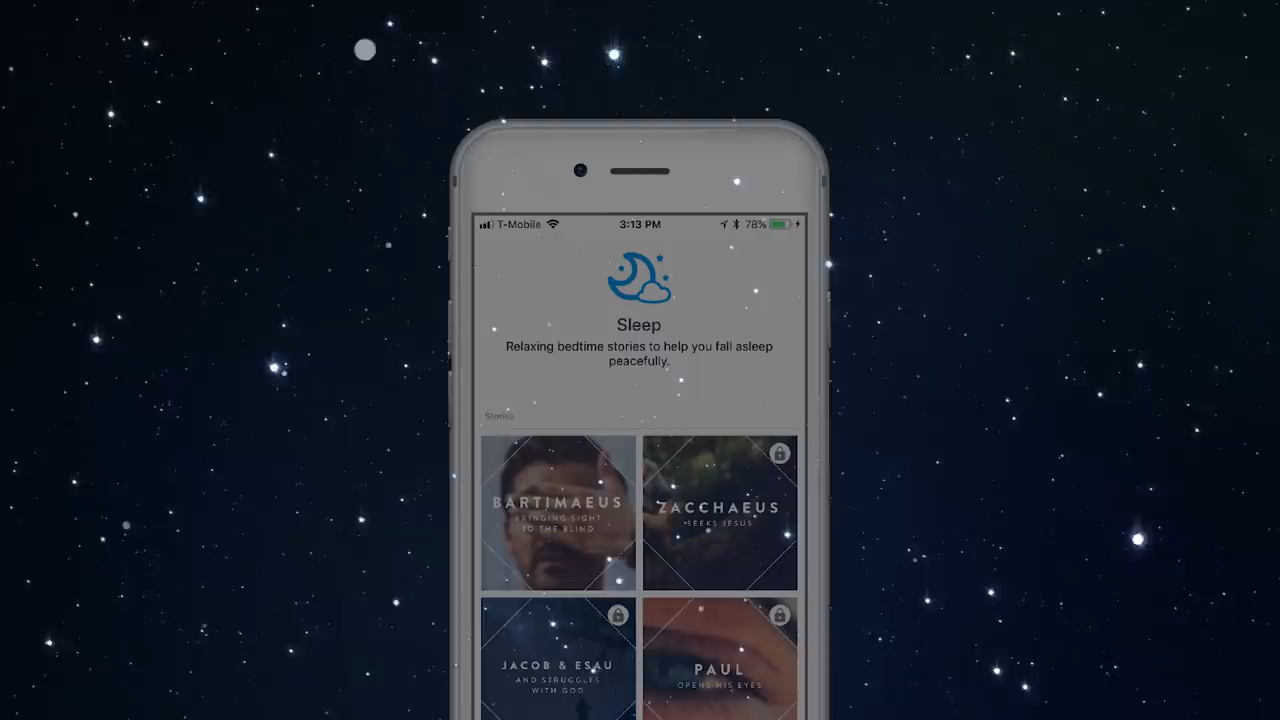 T-Mobile 3:13 PM 78%
Sleep
Relaxing bedtime stories to help you fall asleep
peacefully.
Stories
BARTIMAEUS
BRINGING SIGHT
TO THE BLIND
ZACCHAEUS
SEEKS JESUS
JACOB & ESAU
AND STRUGGLES
WITH GOD
PAUL
OPENS HIS EYES